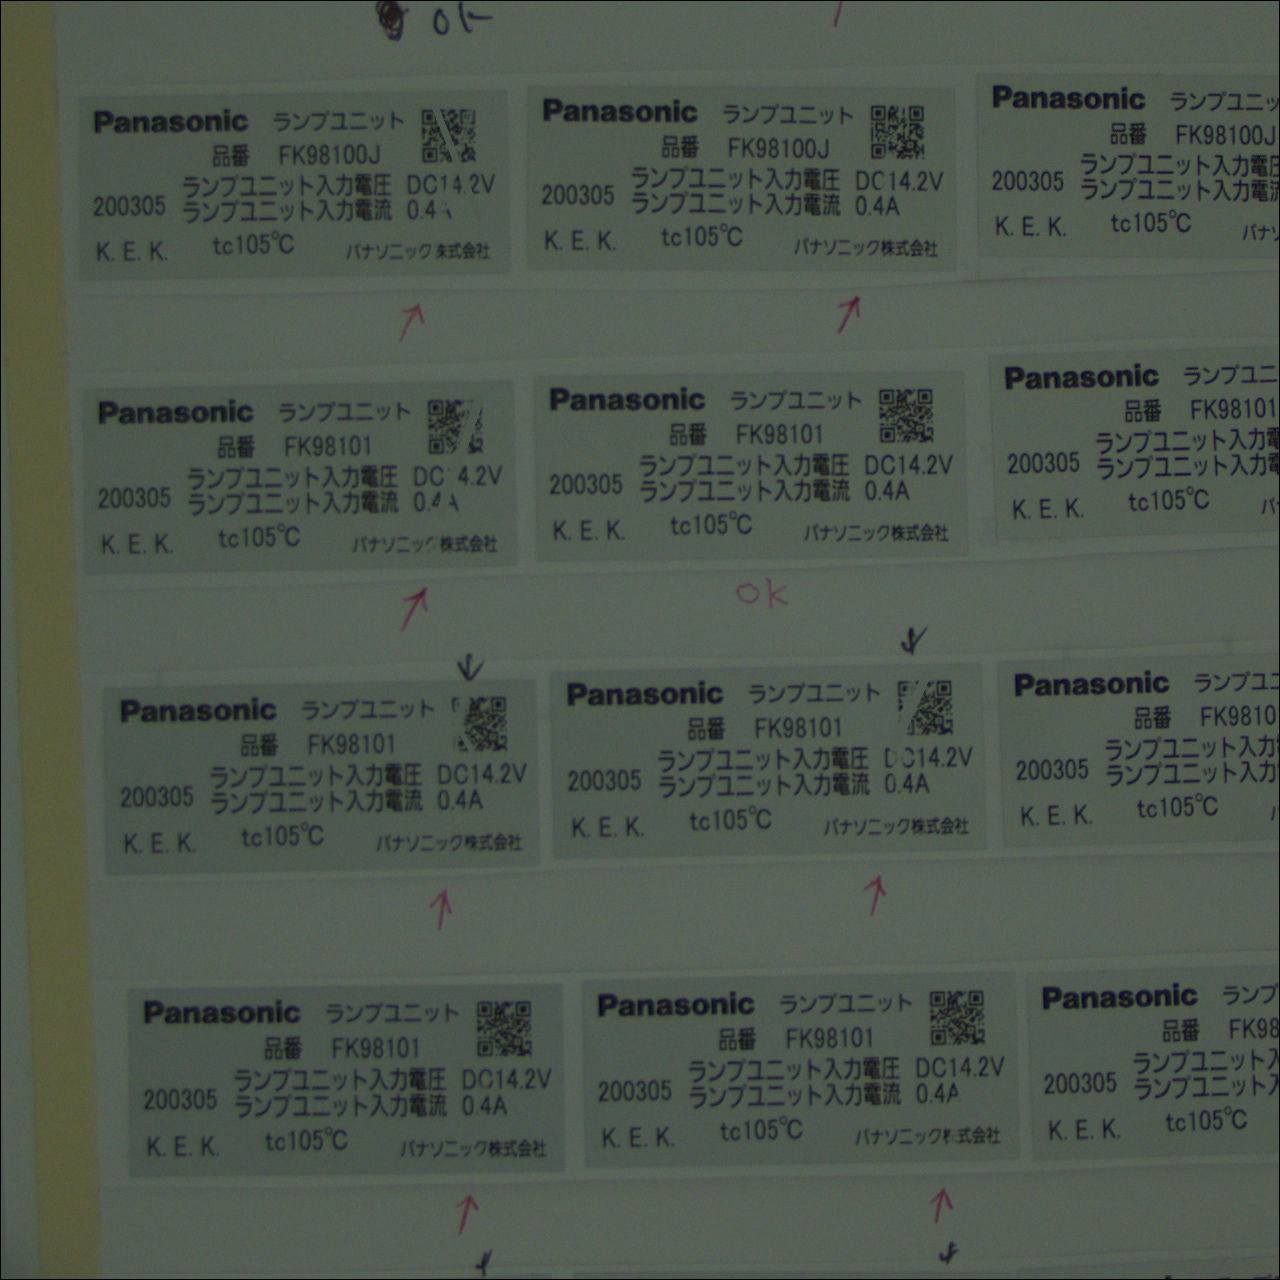 ok
Panasonic ランプユニット
品番 FK98100J
ランプユニット入力電圧 DC14.2V
200305 ランプユニット入力電流 0.4
K. E. K. tc105℃ パナソニック 株式会社
Panasonic ランプユニット
品番 FK98100J
ランプユニット入力電圧 DC14.2V
200305 ランプユニット入力電流 0.4A
K. E. K. tc105℃ パナソニック株式会社
Panasonic ランプユニッ
品番 FK98100J
ランプユニット入力電圧
200305 ランプユニット入力電流
K. E. K. tc105℃ パナ
Panasonic ランプユニット
品番 FK98101
ランプユニット入力電圧 DC 4.2V
200305 ランプユニット入力電流 0.4A
K. E. K. tc105℃ パナソニック株式会社
Panasonic ランプユニット
品番 FK98101
ランプユニット入力電圧 DC14.2V
200305 ランプユニット入力電流 0.4A
K. E. K. tc105℃ パナソニック株式会社
ok
Panasonic ランプユニ
品番 FK98101
ランプユニット入力電
200305 ランプユニット入力電
K. E. K. tc105℃ パ
Panasonic ランプユニット
品番 FK98101
ランプユニット入力電圧 DC14.2V
200305 ランプユニット入力電流 0.4A
K. E. K. tc105℃ パナソニック株式会社
Panasonic ランプユニット
品番 FK98101
ランプユニット入力電圧 DC14.2V
200305 ランプユニット入力電流 0.4A
K. E. K. tc105℃ パナソニック株式会社
Panasonic ランプユニ
品番 FK9810
ランプユニット入力
200305 ランプユニット入力
K. E. K. tc105℃
Panasonic ランプユニット
品番 FK98101
ランプユニット入力電圧 DC14.2V
200305 ランプユニット入力電流 0.4A
K. E. K. tc105℃ パナソニック株式会社
Panasonic ランプユニット
品番 FK98101
ランプユニット入力電圧 DC14.2V
200305 ランプユニット入力電流 0.4A
K. E. K. tc105℃ パナソニック株式会社
Panasonic ランプ
品番 FK98
ランプユニット入
200305 ランプユニット入
K. E. K. tc105℃